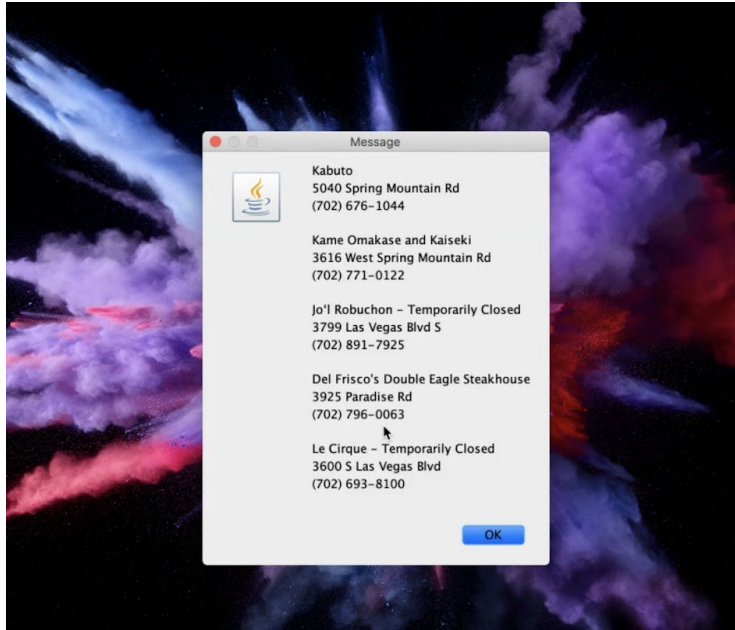 Message
Kabuto
5040 Spring Mountain Rd
(702) 676-1044
Kame Omakase and Kaiseki
3616 West Spring Mountain Rd
(702) 771-0122
Jo'l Robuchon - Temporarily Closed
3799 Las Vegas Blvd S
(702) 891-7925
Del Frisco's Double Eagle Steakhouse
3925 Paradise Rd
(702) 796-0063
Le Cirque - Temporarily Closed
3600 S Las Vegas Blvd
(702) 693-8100
OK